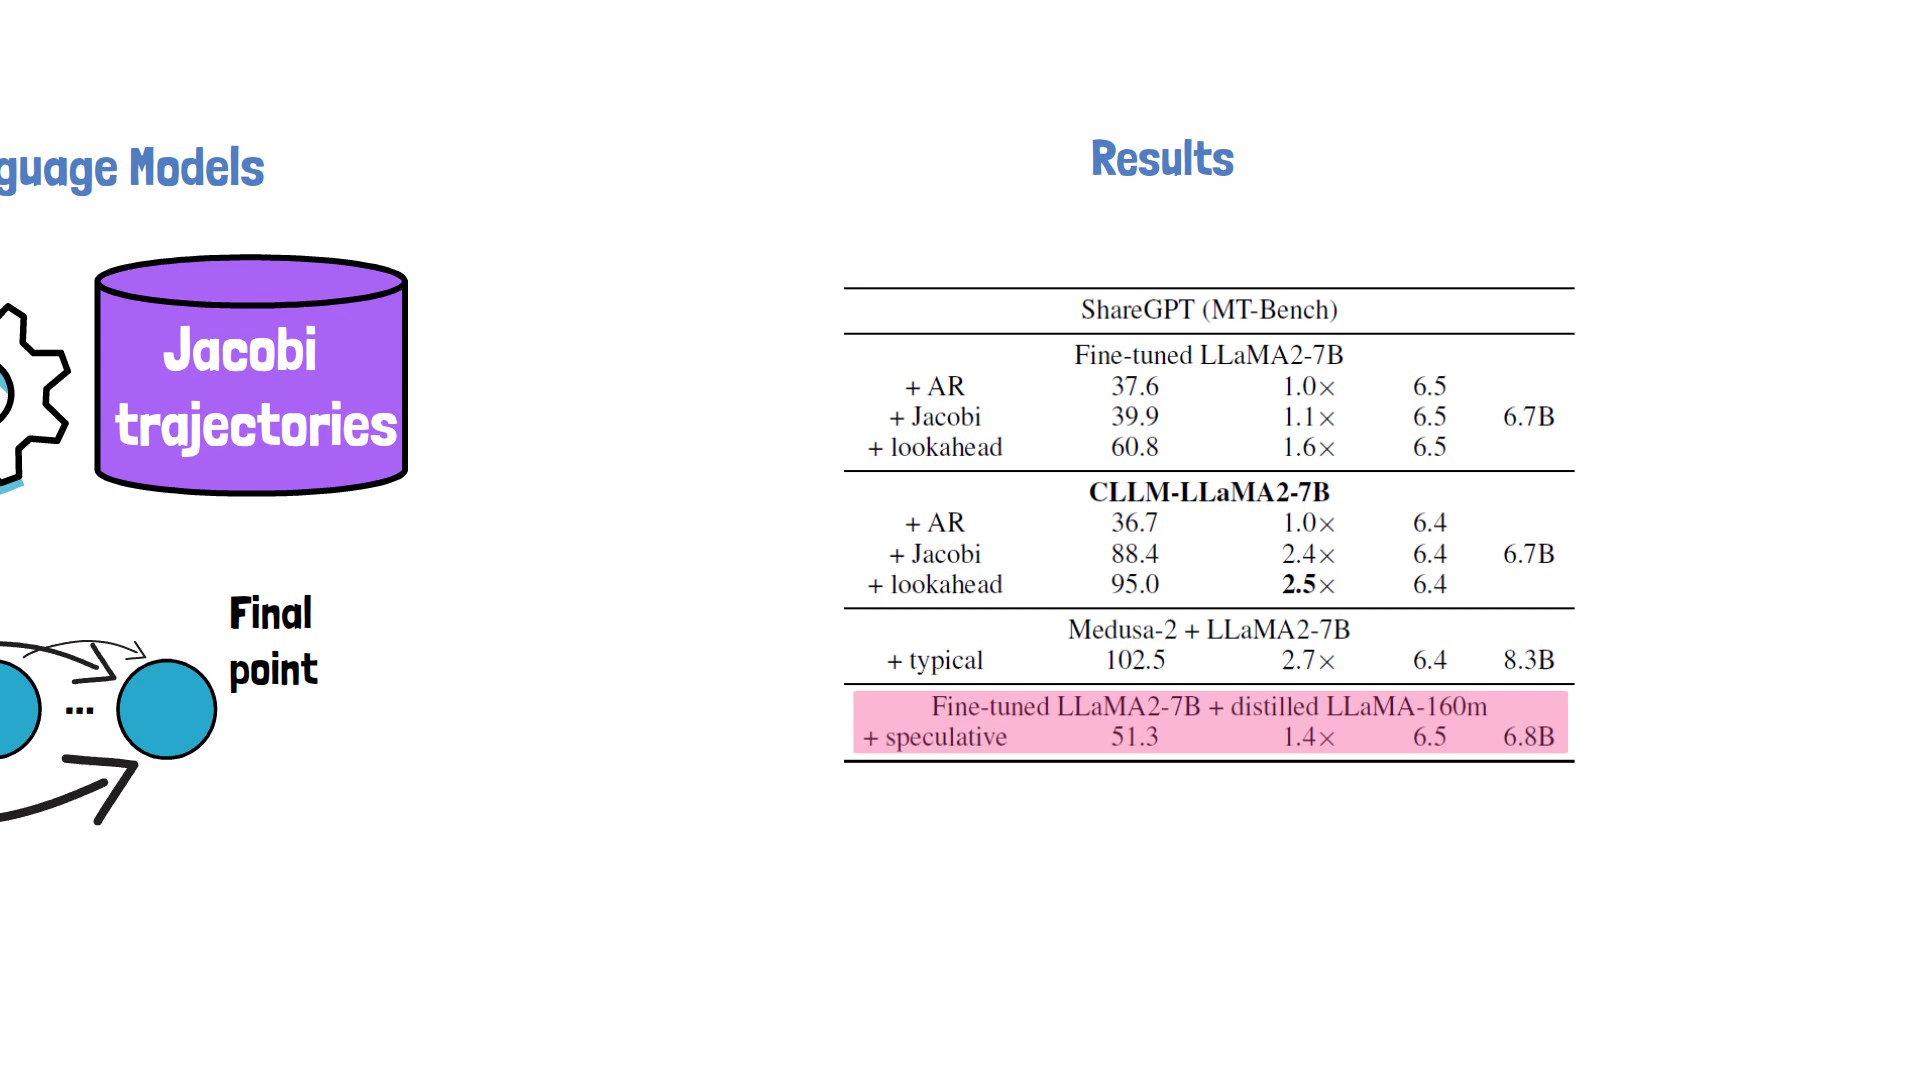 guage Models
Jacobi
trajectories
Final
point
...
Results
ShareGPT (MT-Bench)
Fine-tuned LLaMA2-7B
+ AR 37.6 1.0× 6.5
+ Jacobi 39.9 1.1× 6.5 6.7B
+ lookahead 60.8 1.6× 6.5
CLLM-LLaMA2-7B
+ AR 36.7 1.0× 6.4
+ Jacobi 88.4 2.4× 6.4 6.7B
+ lookahead 95.0 2.5× 6.4
Medusa-2 + LLaMA2-7B
+ typical 102.5 2.7× 6.4 8.3B
Fine-tuned LLaMA2-7B + distilled LLaMA-160m
+ speculative 51.3 1.4× 6.5 6.8B